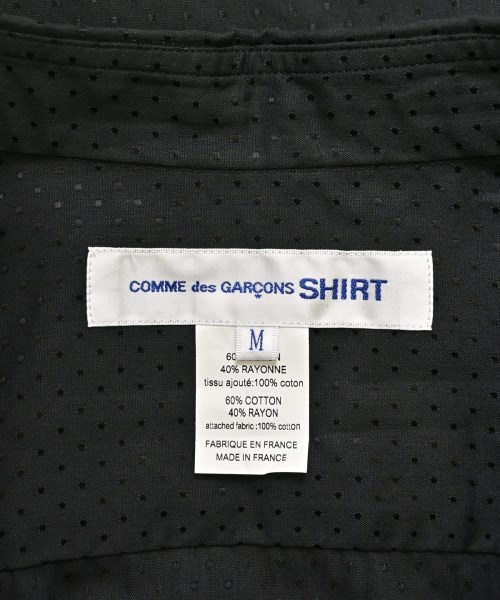 COMME des GARÇONS SHIRT
M
40% RAYONNE
tissu ajouté:100% coton
60% COTTON
40% RAYON
attached fabric :100% cotton
FABRIQUE EN FRANCE
MADE IN FRANCE